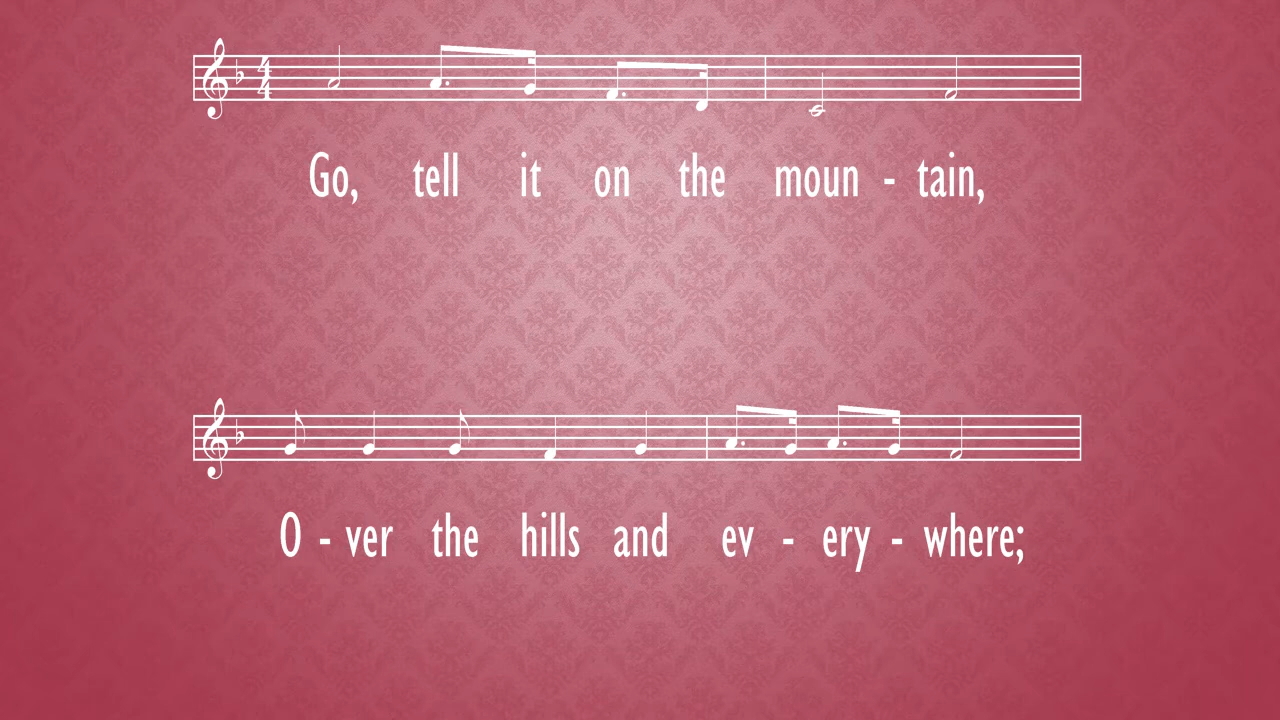 Go, tell it on the moun - tain,
O - ver the hills and ev - ery - where;